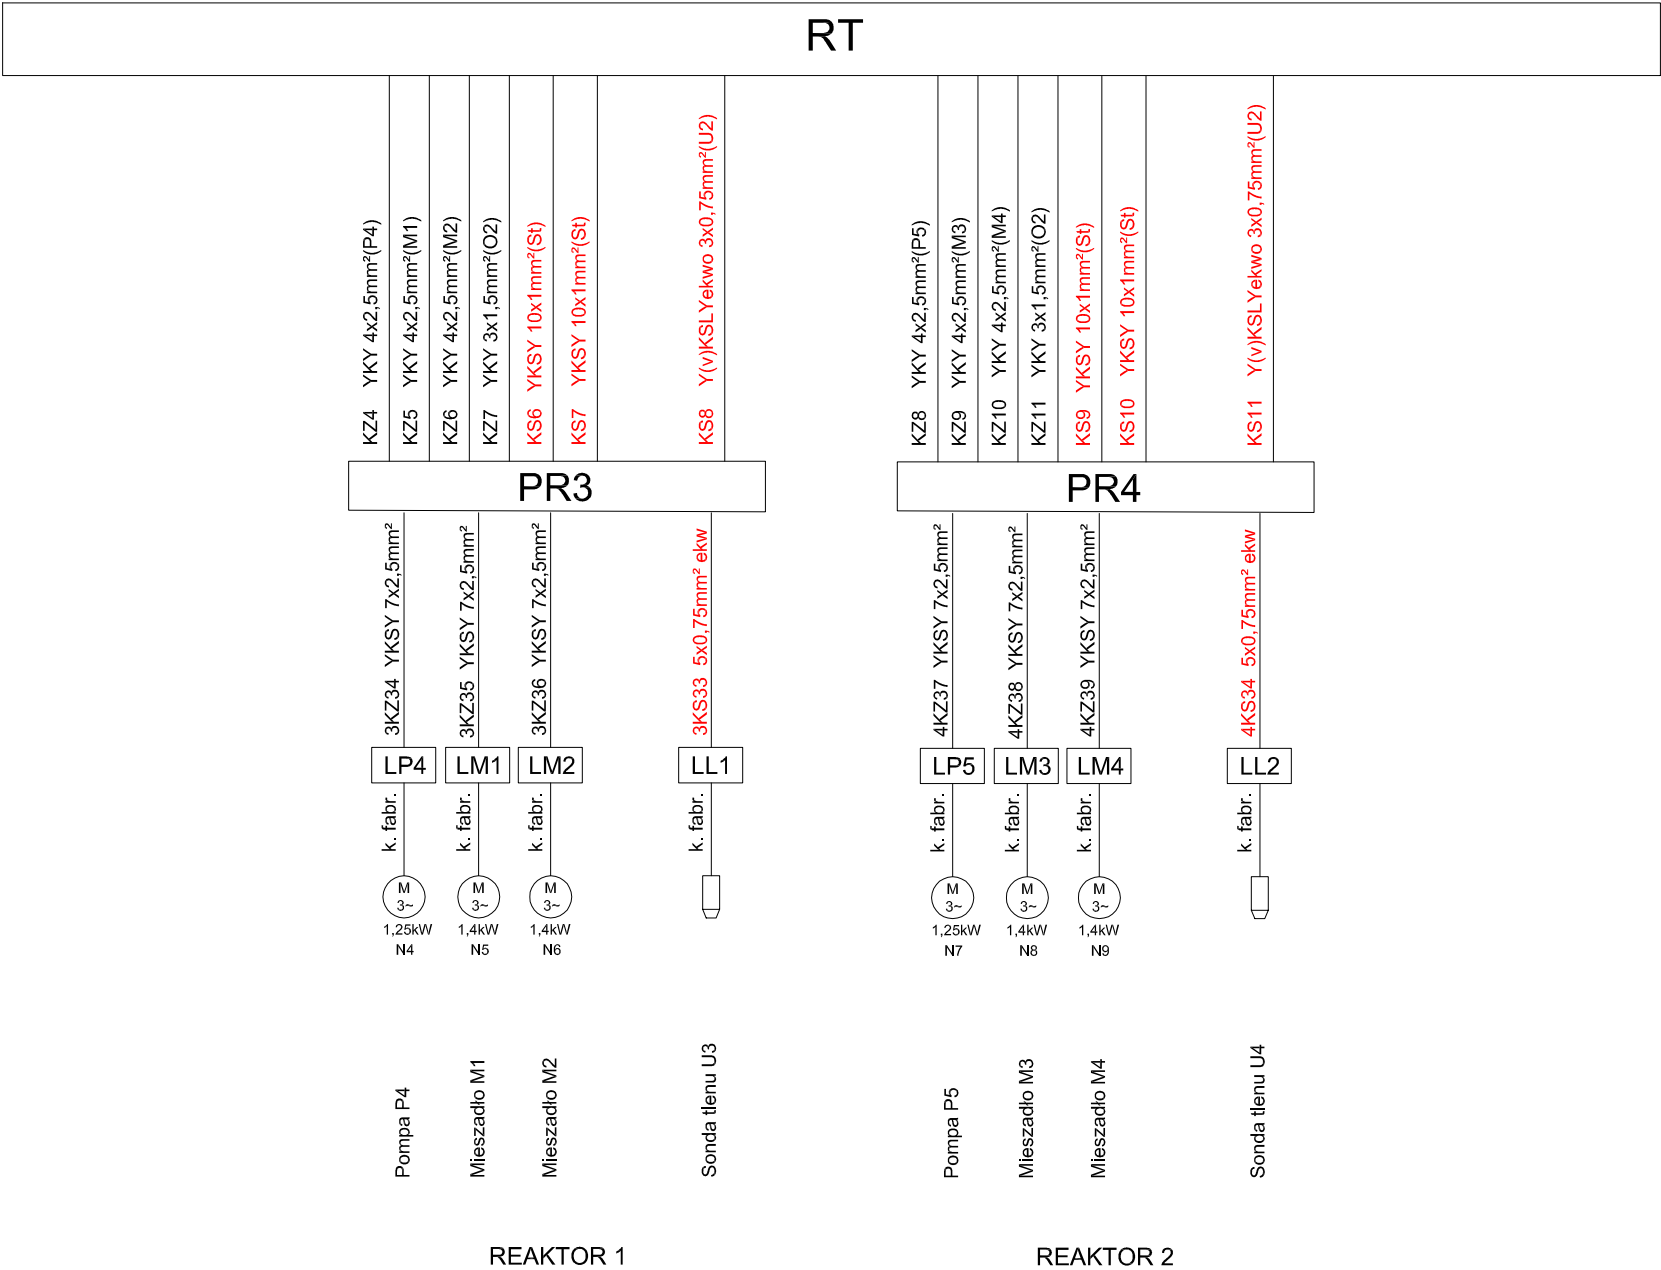 RT
KZ4 YKY 4x2,5mm²(P4)
KZ5 YKY 4x2,5mm²(M1)
KZ6 YKY 4x2,5mm²(M2)
KZ7 YKY 3x1,5mm²(O2)
KS6 YKSY 10x1mm²(St)
KS7 YKSY 10x1mm²(St)
KS8 Y(v)KSLYekwo 3x0,75mm²(U2)
KZ8 YKY 4x2,5mm²(P5)
KZ9 YKY 4x2,5mm²(M3)
KZ10 YKY 4x2,5mm²(M4)
KZ11 YKY 3x1,5mm²(O2)
KS9 YKSY 10x1mm²(St)
KS10 YKSY 10x1mm²(St)
KS11 Y(v)KSLYekwo 3x0,75mm²(U2)
PR3
PR4
3KZ34 YKSY 7x2,5mm²
3KZ35 YKSY 7x2,5mm²
3KZ36 YKSY 7x2,5mm²
3KS33 5x0,75mm² ekw
4KZ37 YKSY 7x2,5mm²
4KZ38 YKSY 7x2,5mm²
4KZ39 YKSY 7x2,5mm²
4KS34 5x0,75mm² ekw
LP4
LM1
LM2
LL1
LP5
LM3
LM4
LL2
k. fabr.
k. fabr.
k. fabr.
k. fabr.
k. fabr.
k. fabr.
k. fabr.
k. fabr.
M
3~
1,25kW
N4
M
3~
1,4kW
N5
M
3~
1,4kW
N6
M
3~
1,25kW
N7
M
3~
1,4kW
N8
M
3~
1,4kW
N9
Pompa P4
Mieszadło M1
Mieszadło M2
Sonda tlenu U3
Pompa P5
Mieszadło M3
Mieszadło M4
Sonda tlenu U4
REAKTOR 1
REAKTOR 2